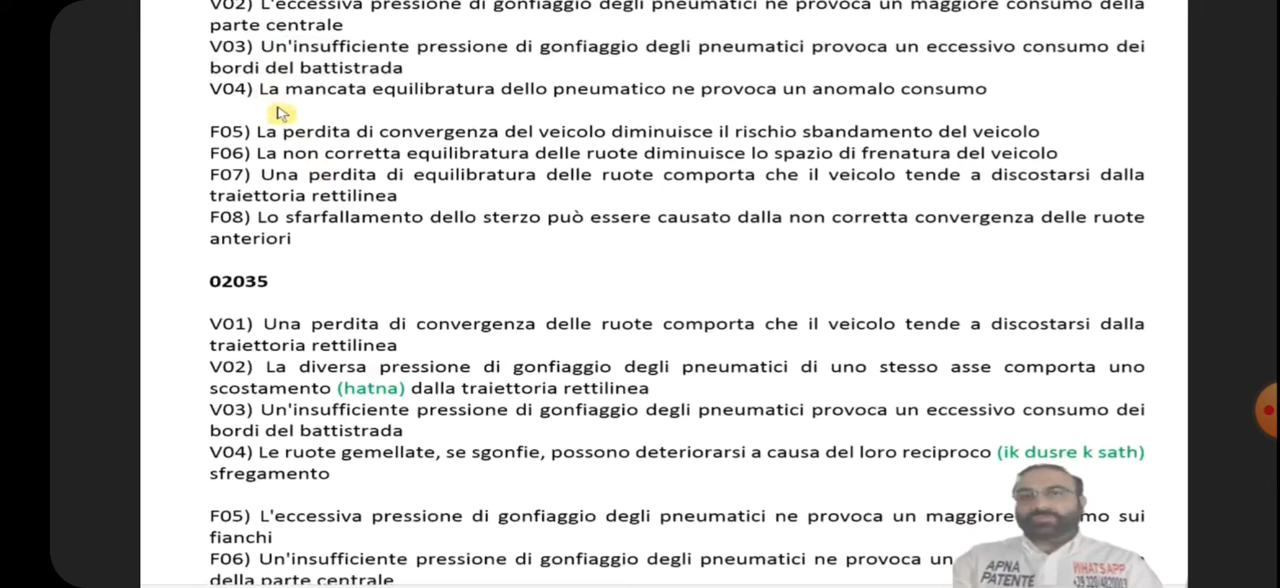 V02) L'eccessiva pressione di gonfiaggio degli pneumatici ne provoca un maggiore consumo della
parte centrale
V03) Un'insufficiente pressione di gonfiaggio degli pneumatici provoca un eccessivo consumo dei
bordi del battistrada
V04) La mancata equilibratura dello pneumatico ne provoca un anomalo consumo
F05) La perdita di convergenza del veicolo diminuisce il rischio sbandamento del veicolo
F06) La non corretta equilibratura delle ruote diminuisce lo spazio di frenatura del veicolo
F07) Una perdita di equilibratura delle ruote comporta che il veicolo tende a discostarsi dalla
traiettoria rettilinea
F08) Lo sfarfallamento dello sterzo può essere causato dalla non corretta convergenza delle ruote
anteriori
02035
V01) Una perdita di convergenza delle ruote comporta che il veicolo tende a discostarsi dalla
traiettoria rettilinea
V02) La diversa pressione di gonfiaggio degli pneumatici di uno stesso asse comporta uno
scostamento (hatna) dalla traiettoria rettilinea
V03) Un'insufficiente pressione di gonfiaggio degli pneumatici provoca un eccessivo consumo dei
bordi del battistrada
V04) Le ruote gemellate, se sgonfie, possono deteriorarsi a causa del loro reciproco (ik dusre k sath)
sfregamento
F05) L'eccessiva pressione di gonfiaggio degli pneumatici ne provoca un maggiore mo sui
fianchi
F06) Un'insufficiente pressione di gonfiaggio degli pneumatici ne provoca un
della parte centrale
APNA
PATENTE
WHATSAPP